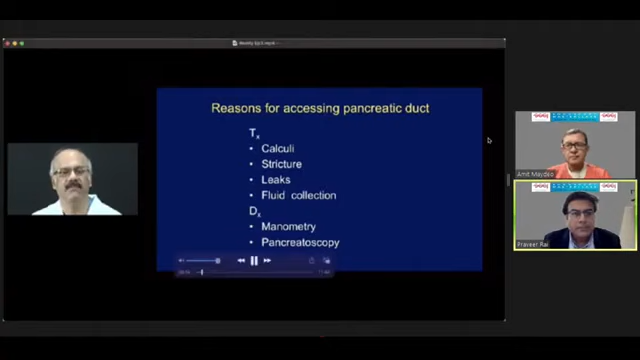 Reasons for accessing pancreatic duct
Tx
• Calculi
• Stricture
• Leaks
• Fluid collection
Dx
• Manometry
• Pancreatoscopy
Amit Maydeo
Praveer Rai